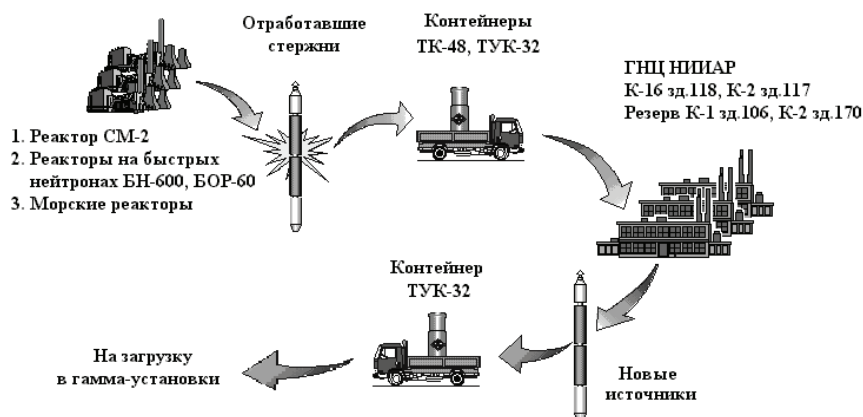 Отработавшие
стержни
Контейнеры
ТК-48, ТУК-32
ГНЦ НИИАР
К-16 зд.118, К-2 зд.117
Резерв К-1 зд.106, К-2 зд.170
1. Реактор СМ-2
2. Реакторы на быстрых
нейтронах БН-600, БОР-60
3. Морские реакторы
Контейнер
ТУК-32
На загрузку
в гамма-установки
Новые
источники